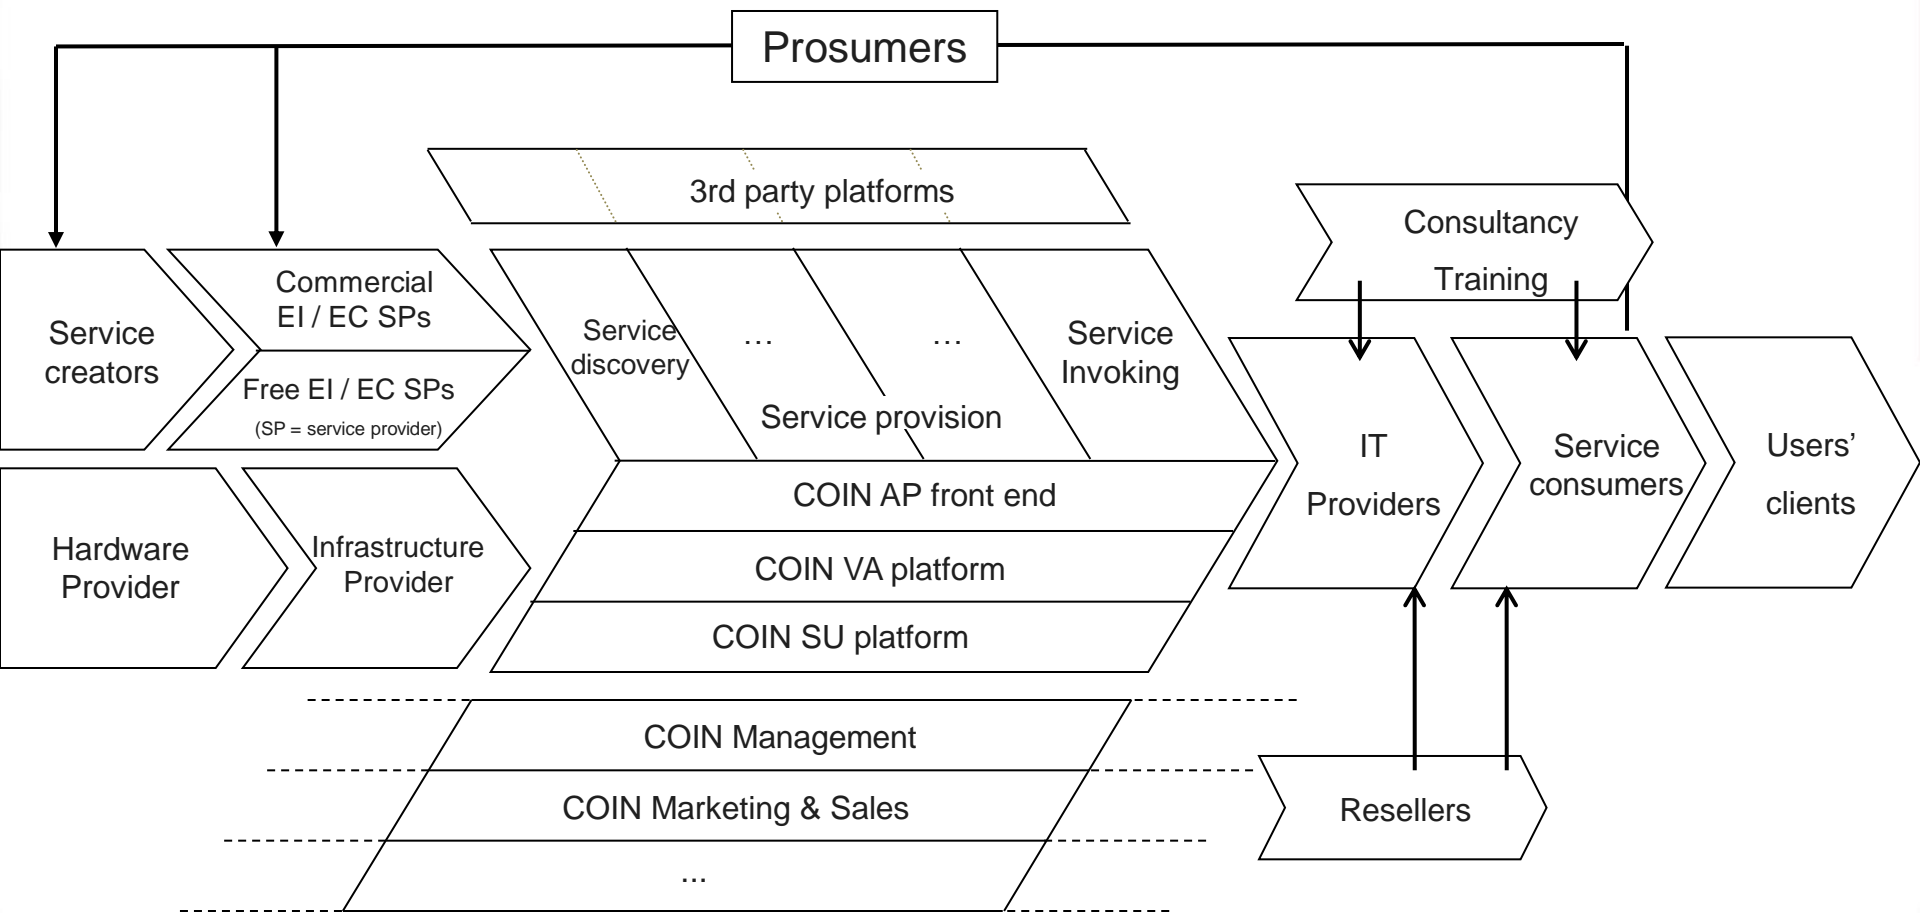 Prosumers
3rd party platforms
Consultancy
Training
Service
creators
Commercial
EI / EC SPs
Free EI / EC SPs
(SP = service provider)
Service
discovery
...
...
Service
Invoking
Service provision
IT
Providers
Service
consumers
Users’
clients
Hardware
Provider
Infrastructure
Provider
COIN AP front end
COIN VA platform
COIN SU platform
COIN Management
COIN Marketing & Sales
...
Resellers